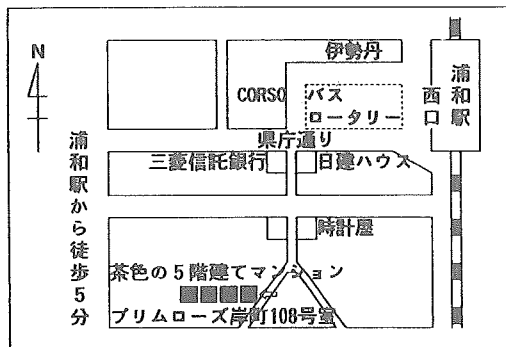 N
伊勢丹
CORSO
バス
ロータリー
浦和駅
西口
県庁通り
三菱信託銀行
日建ハウス
時計屋
浦和駅から徒歩5分
茶色の5階建てマンション
プリムローズ岸町108号室